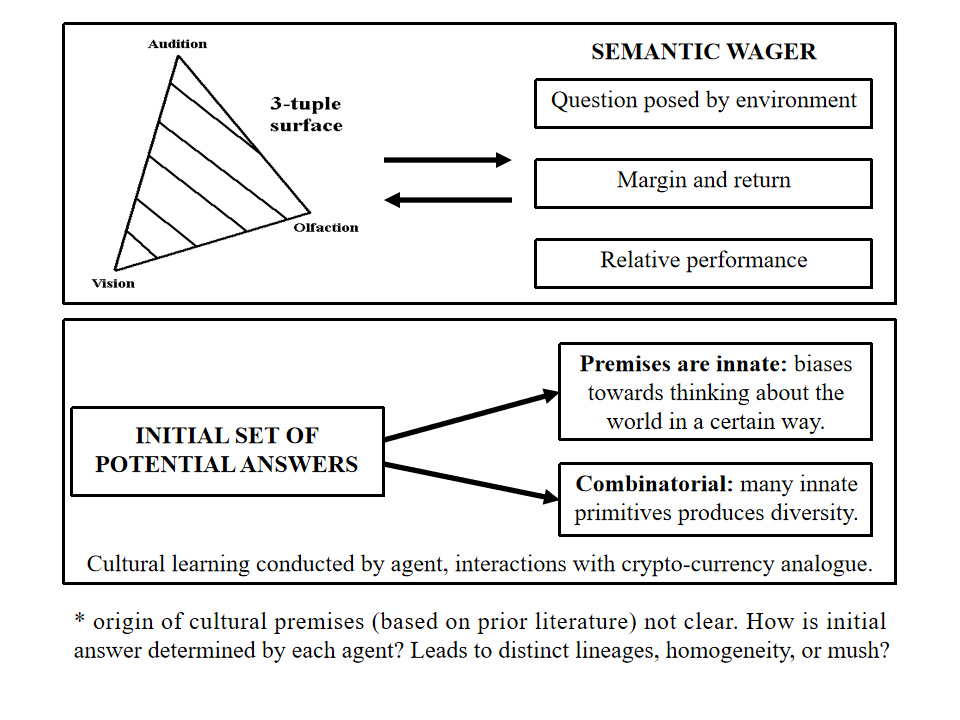 Audition
3-tuple
surface
Olfaction
Vision
SEMANTIC WAGER
Question posed by environment
Margin and return
Relative performance
INITIAL SET OF
POTENTIAL ANSWERS
Premises are innate: biases
towards thinking about the
world in a certain way.
Combinatorial: many innate
primitives produces diversity.
Cultural learning conducted by agent, interactions with crypto-currency analogue.
* origin of cultural premises (based on prior literature) not clear. How is initial
answer determined by each agent? Leads to distinct lineages, homogeneity, or mush?